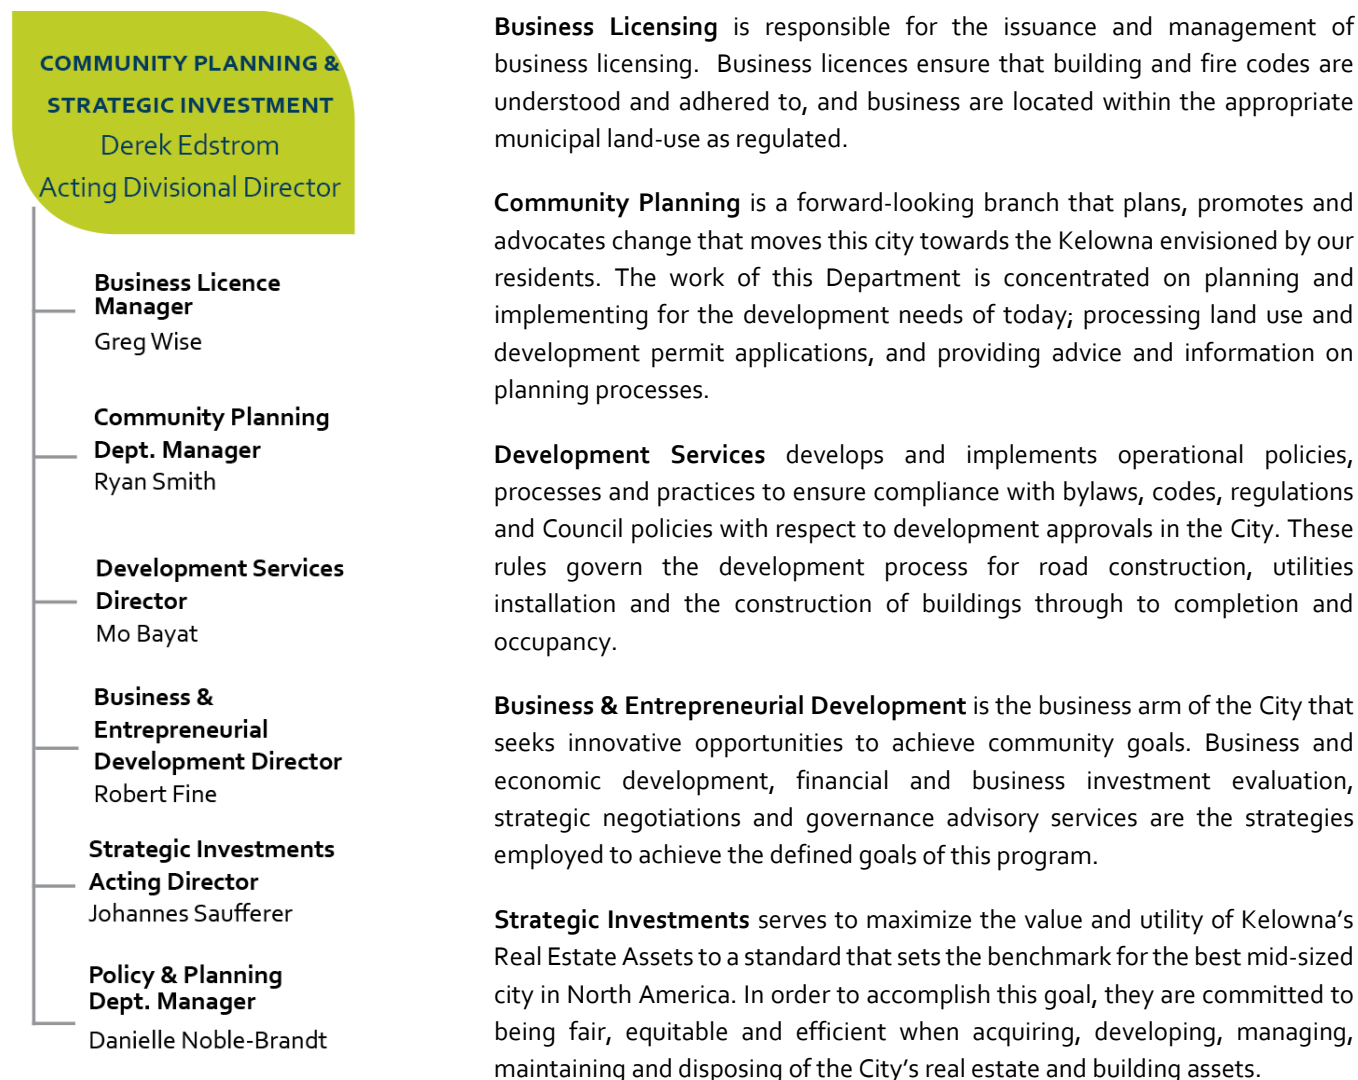 COMMUNITY PLANNING &
STRATEGIC INVESTMENT
Derek Edstrom
Acting Divisional Director
Business Licence
Manager
Greg Wise
Community Planning
Dept. Manager
Ryan Smith
Development Services
Director
Mo Bayat
Business &
Entrepreneurial
Development Director
Robert Fine
Strategic Investments
Acting Director
Johannes Saufferer
Policy & Planning
Dept. Manager
Danielle Noble-Brandt
Business Licensing is responsible for the issuance and management of
business licensing. Business licences ensure that building and fire codes are
understood and adhered to, and business are located within the appropriate
municipal land-use as regulated.
Community Planning is a forward-looking branch that plans, promotes and
advocates change that moves this city towards the Kelowna envisioned by our
residents. The work of this Department is concentrated on planning and
implementing for the development needs of today; processing land use and
development permit applications, and providing advice and information on
planning processes.
Development Services develops and implements operational policies,
processes and practices to ensure compliance with bylaws, codes, regulations
and Council policies with respect to development approvals in the City. These
rules govern the development process for road construction, utilities
installation and the construction of buildings through to completion and
occupancy.
Business & Entrepreneurial Development is the business arm of the City that
seeks innovative opportunities to achieve community goals. Business and
economic development, financial and business investment evaluation,
strategic negotiations and governance advisory services are the strategies
employed to achieve the defined goals of this program.
Strategic Investments serves to maximize the value and utility of Kelowna's
Real Estate Assets to a standard that sets the benchmark for the best mid-sized
city in North America. In order to accomplish this goal, they are committed to
being fair, equitable and efficient when acquiring, developing, managing,
maintaining and disposing of the City's real estate and building assets.